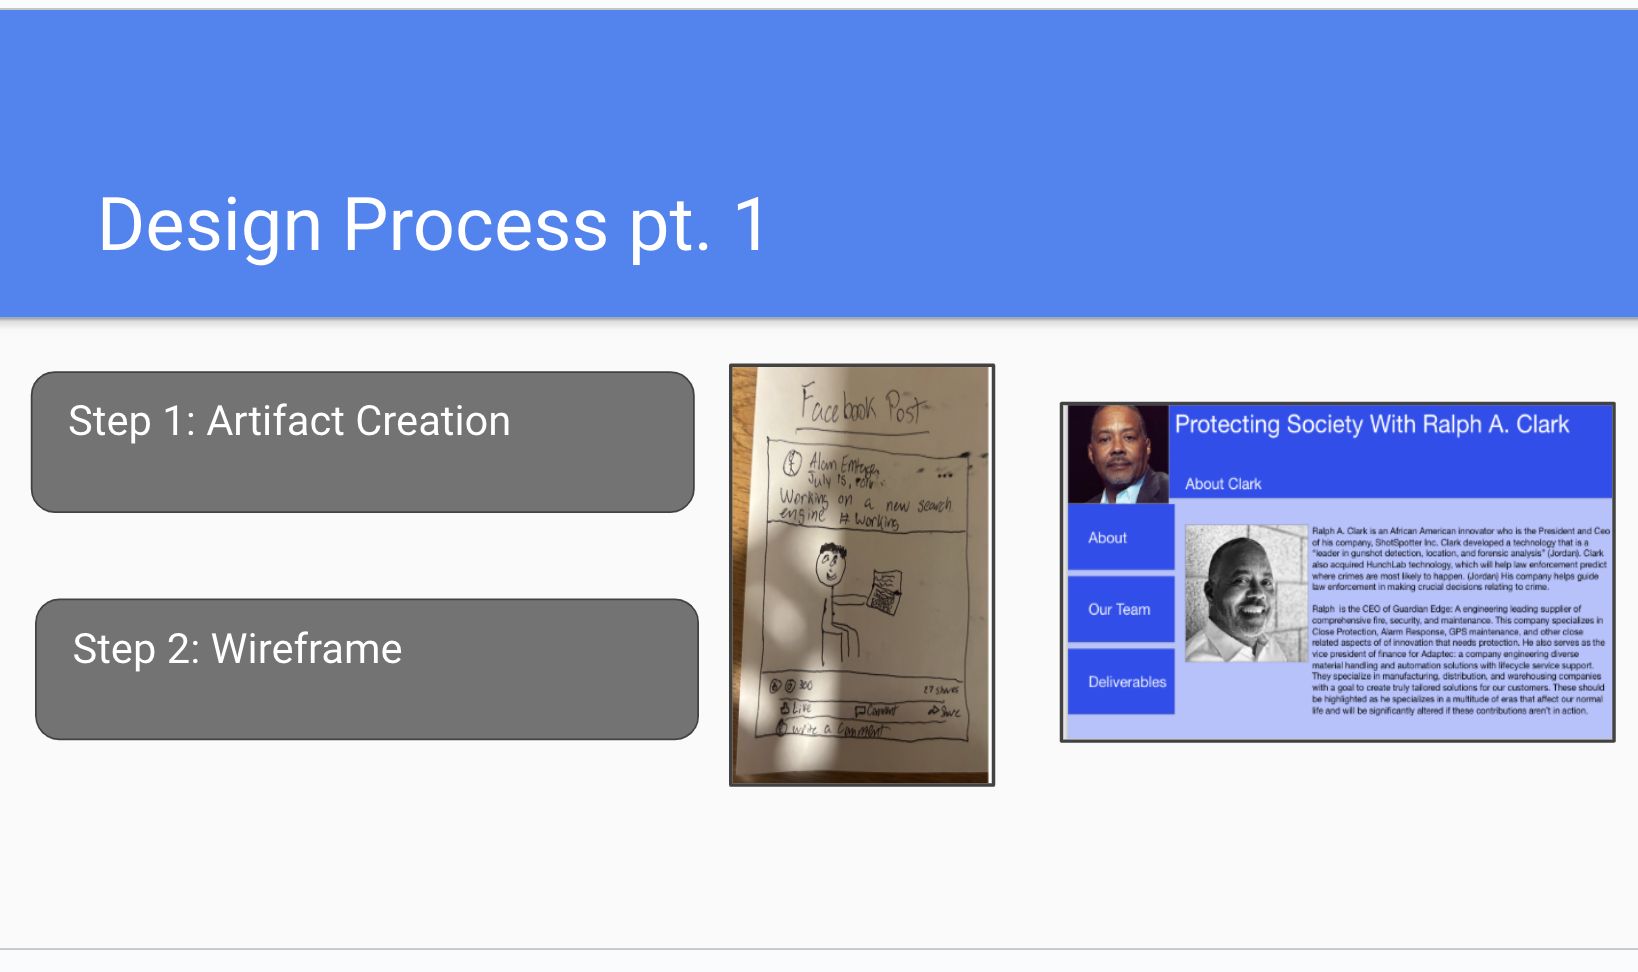 Design Process pt. 1
Step 1: Artifact Creation
Step 2: Wireframe
Facebook Post
Alan
July 15,
Working on a new search
engine # Working
300
27 shares
Like
Comment
Share
write a comment
Protecting Society With Ralph A. Clark
About Clark
About
Our Team
Deliverables
Ralph A. Clark is an African American innovator who is the President and Ceo
of his company, ShotSpotter Inc. Clark developed a technology that is a
"leader in gunshot detection, location, and forensic analysis" (Jordan). Clark
also acquired HunchLab technology, which will help law enforcement predict
where crimes are most likely to happen. (Jordan) His company helps guide
law enforcement in making crucial decisions relating to crime.
Ralph is the CEO of Guardian Edge: A engineering leading supplier of
comprehensive fire, security, and maintenance. This company specializes in
Close Protection, Alarm Response, GPS maintenance, and other close
related aspects of of innovation that needs protection. He also serves as the
vice president of finance for Adaptec: a company engineering diverse
material handling and automation solutions with lifecycle service support.
They specialize in manufacturing, distribution, and warehousing companies
with a goal to create truly tailored solutions for our customers. These should
be highlighted as he specializes in a multitude of eras that affect our normal
life and will be significantly altered if these contributions aren't in action.